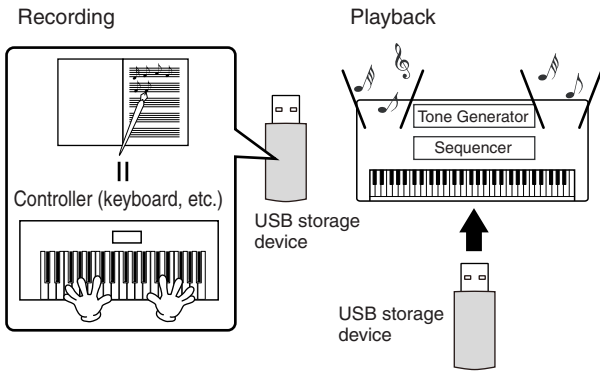 Recording
Controller (keyboard, etc.)
USB storage
device
Playback
Tone Generator
Sequencer
USB storage
device